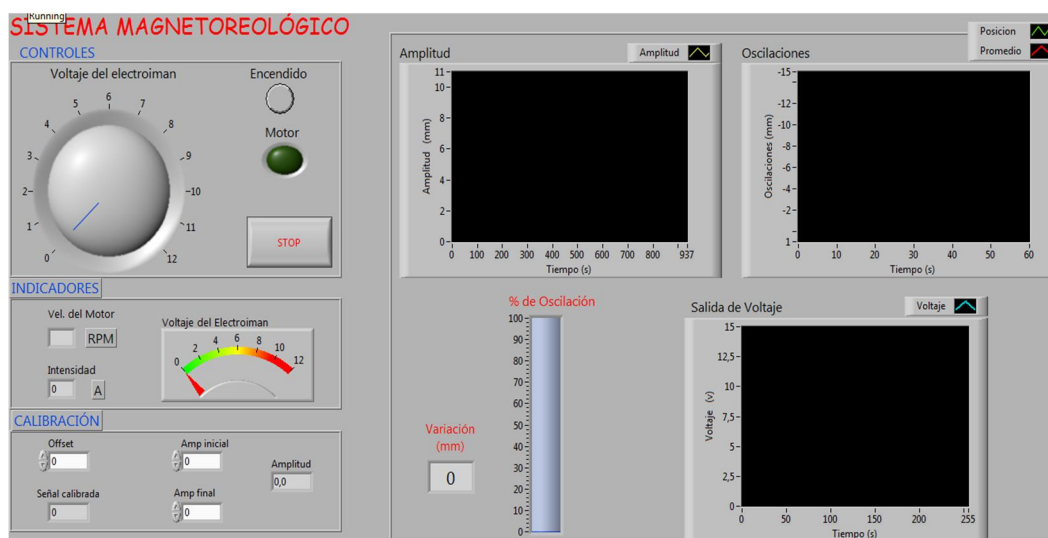 Running
SISTEMA MAGNETOREOLÓGICO
CONTROLES
Voltaje del electroiman
0 1 2 3 4 5 6 7 8 9 10 11 12
Encendido
Motor
STOP
INDICADORES
Vel. del Motor
RPM
Intensidad
0 A
Voltaje del Electroiman
0 2 4 6 8 10 12
CALIBRACIÓN
Offset
0
Señal calibrada
0
Amp inicial
0
Amp final
0
Amplitud
0,0
Amplitud
Amplitud
Amplitud (mm)
11
8
6
4
2
0
0 100 200 300 400 500 600 700 800 937
Tiempo (s)
Oscilaciones
Posicion
Promedio
Oscilaciones (mm)
-15
-12
-10
-8
-6
-4
-2
1
0 10 20 30 40 50 60
Tiempo (s)
% de Oscilación
100
90
80
70
60
50
40
30
20
10
0
Variación
(mm)
0
Salida de Voltaje
Voltaje
Voltaje (v)
15
12,5
10
7,5
5
2,5
0
0 50 100 150 200 255
Tiempo (s)